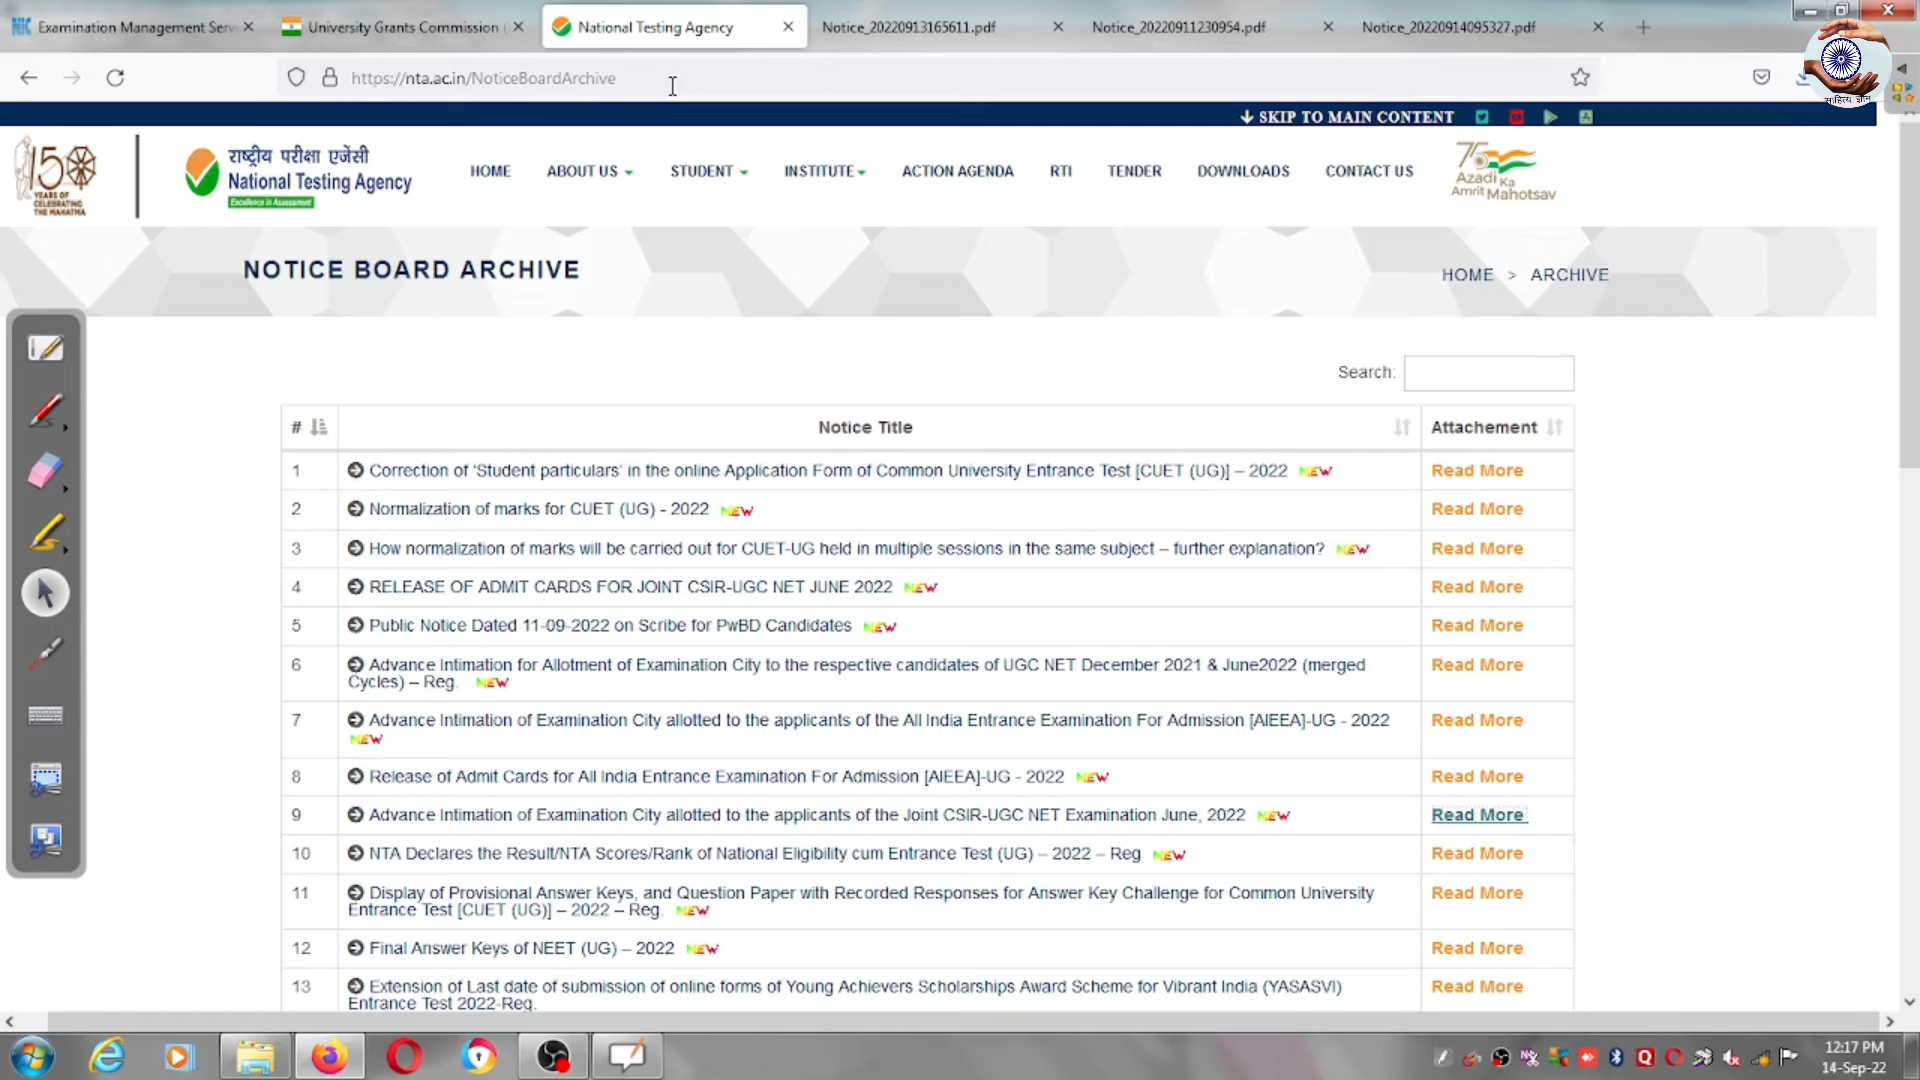 Examination Management Serv
University Grants Commission (
National Testing Agency
Notice_20220913165611.pdf
Notice_20220911230954.pdf
Notice_20220914095327.pdf
https://nta.ac.in/NoticeBoardArchive
साहित्य ज्ञान
SKIP TO MAIN CONTENT
150
YEARS OF
CELEBRATING
THE MAHATMA
राष्ट्रीय परीक्षा एजेंसी
National Testing Agency
Excellence in Assessment
HOME
ABOUT US
STUDENT
INSTITUTE
ACTION AGENDA
RTI
TENDER
DOWNLOADS
CONTACT US
75
Azadi Ka
Amrit Mahotsav
NOTICE BOARD ARCHIVE
HOME > ARCHIVE
Search:
# Notice Title Attachement
1 Correction of 'Student particulars' in the online Application Form of Common University Entrance Test [CUET (UG)] – 2022 NEW Read More
2 Normalization of marks for CUET (UG) - 2022 NEW Read More
3 How normalization of marks will be carried out for CUET-UG held in multiple sessions in the same subject – further explanation? NEW Read More
4 RELEASE OF ADMIT CARDS FOR JOINT CSIR-UGC NET JUNE 2022 NEW Read More
5 Public Notice Dated 11-09-2022 on Scribe for PwBD Candidates NEW Read More
6 Advance Intimation for Allotment of Examination City to the respective candidates of UGC NET December 2021 & June2022 (merged Read More
Cycles) – Reg. NEW
7 Advance Intimation of Examination City allotted to the applicants of the All India Entrance Examination For Admission [AIEEA]-UG - 2022 Read More
NEW
8 Release of Admit Cards for All India Entrance Examination For Admission [AIEEA]-UG - 2022 NEW Read More
9 Advance Intimation of Examination City allotted to the applicants of the Joint CSIR-UGC NET Examination June, 2022 NEW Read More
10 NTA Declares the Result/NTA Scores/Rank of National Eligibility cum Entrance Test (UG) – 2022 – Reg NEW Read More
11 Display of Provisional Answer Keys, and Question Paper with Recorded Responses for Answer Key Challenge for Common University Read More
Entrance Test [CUET (UG)] – 2022 – Reg. NEW
12 Final Answer Keys of NEET (UG) – 2022 NEW Read More
13 Extension of Last date of submission of online forms of Young Achievers Scholarships Award Scheme for Vibrant India (YASASVI) Read More
Entrance Test 2022-Reg.
12:17 PM
14-Sep-22